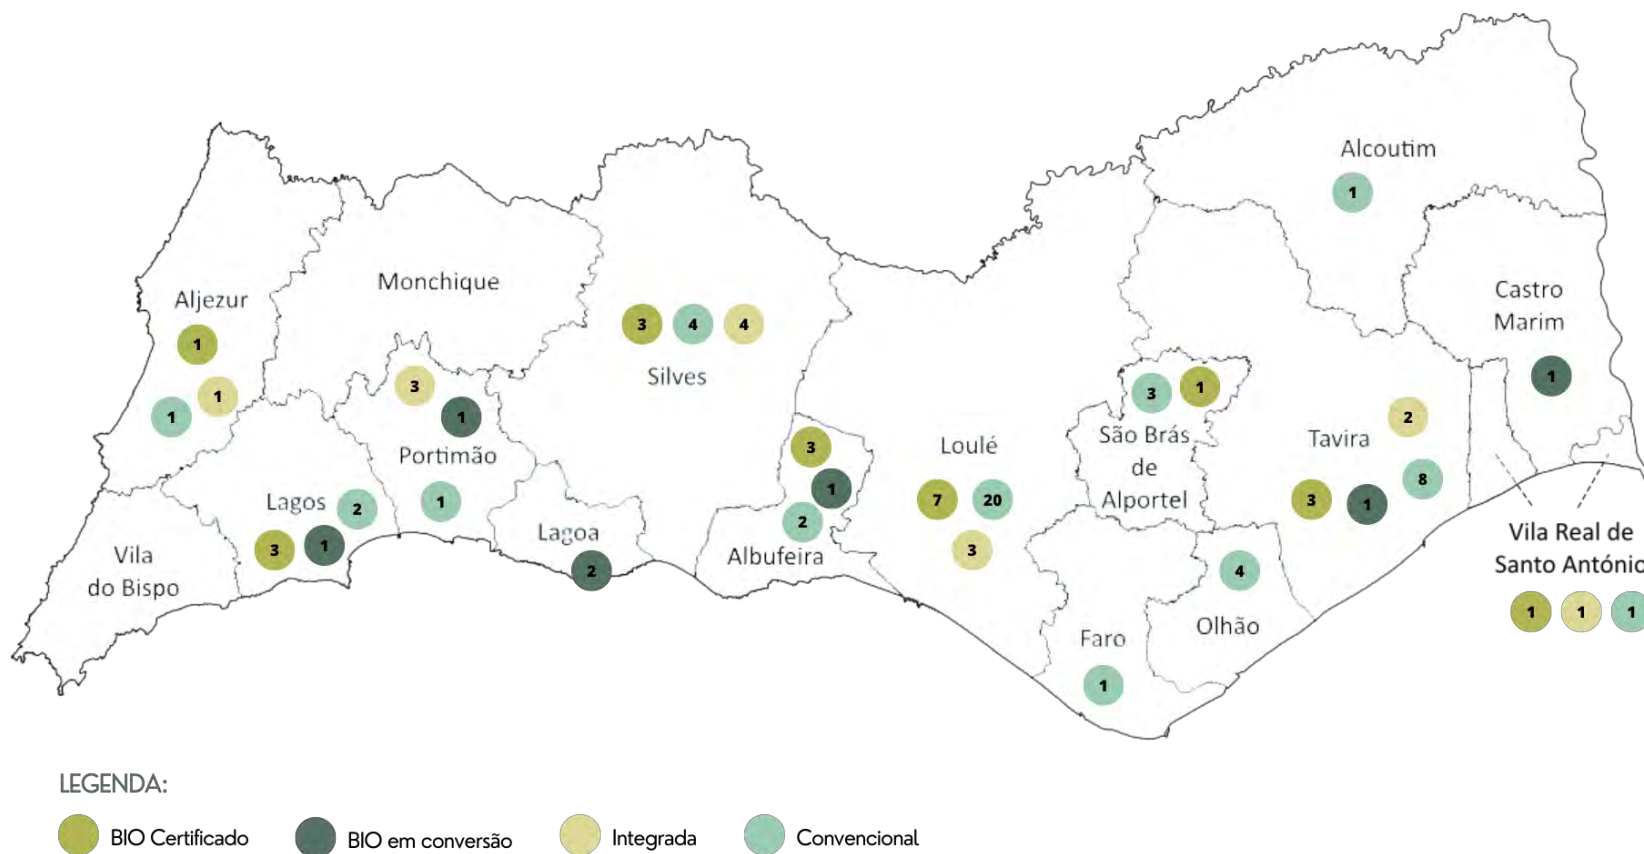 Alcoutim
1
Castro
Marim
1
Monchique
Aljezur
1
1
1
3 4 4
Silves
3
1
Portimão
1
Lagos
2
3 1
Vila
do Bispo
Lagoa
2
3
1
2
Albufeira
Loulé
7 20
3
3 1
São Brás
de
Alportel
Tavira
2
8
3 1
4
Olhão
Faro
1
Vila Real de
Santo António
1 1 1
LEGENDA:
BIO Certificado BIO em conversão Integrada Convencional